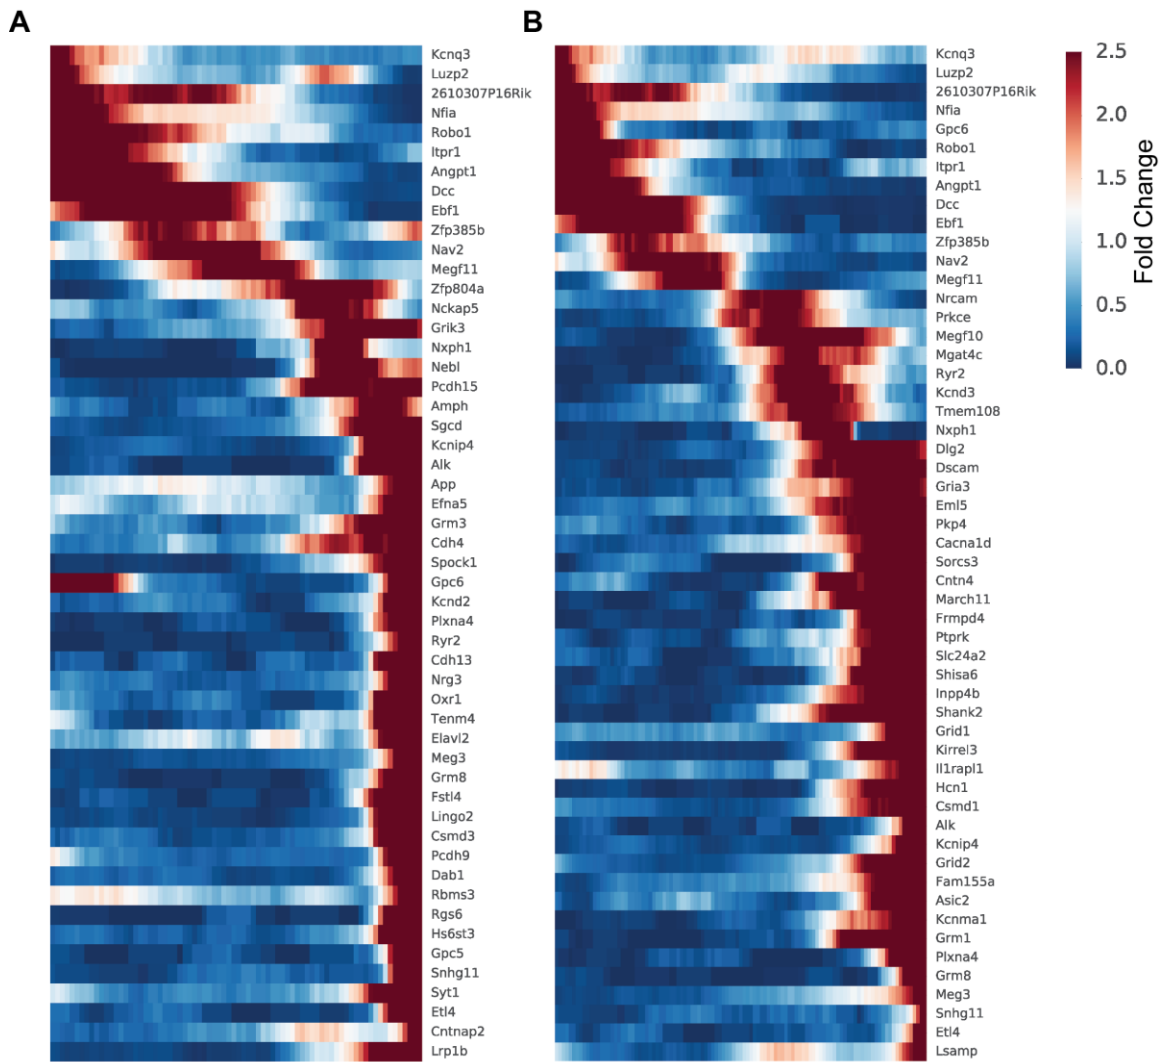 A
Kcnq3
Luzp2
2610307P16Rik
Nfia
Robo1
Itpr1
Angpt1
Dcc
Ebf1
Zfp385b
Nav2
Megf11
Zfp804a
Nckap5
Grik3
Nxph1
Nebl
Pcdh15
Amph
Sgcd
Kcnip4
Alk
App
Efna5
Grm3
Cdh4
Spock1
Gpc6
Kcnd2
Plxna4
Ryr2
Cdh13
Nrg3
Oxr1
Tenm4
Elavl2
Meg3
Grm8
Fstl4
Lingo2
Csmd3
Pcdh9
Dab1
Rbms3
Rgs6
Hs6st3
Gpc5
Snhg11
Syt1
Etl4
Cntnap2
Lrp1b
B
Kcnq3
Luzp2
2610307P16Rik
Nfia
Gpc6
Robo1
Itpr1
Angpt1
Dcc
Ebf1
Zfp385b
Nav2
Megf11
Nrcam
Prkce
Megf10
Mgat4c
Ryr2
Kcnd3
Tmem108
Nxph1
Dlg2
Dscam
Gria3
Eml5
Pkp4
Cacna1d
Sorcs3
Cntn4
March11
Frmpd4
Ptprk
Slc24a2
Shisa6
Inpp4b
Shank2
Grid1
Kirrel3
Il1rapl1
Hcn1
Csmd1
Alk
Kcnip4
Grid2
Fam155a
Asic2
Kcnma1
Grm1
Plxna4
Grm8
Meg3
Snhg11
Etl4
Lsamp
2.5
2.0
1.5
1.0
0.5
0.0
Fold Change